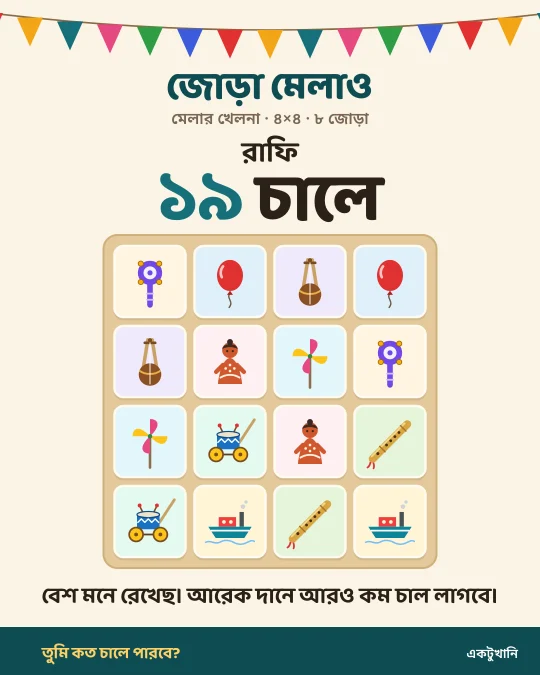 জোড়া মেলাও
মেলার খেলনা · ৪×৪ · ৮ জোড়া
রাফি
১৯ চালে
বেশ মনে রেখেছ। আরেক দানে আরও কম চাল লাগবে।
তুমি কত চালে পারবে?
একটুখানি